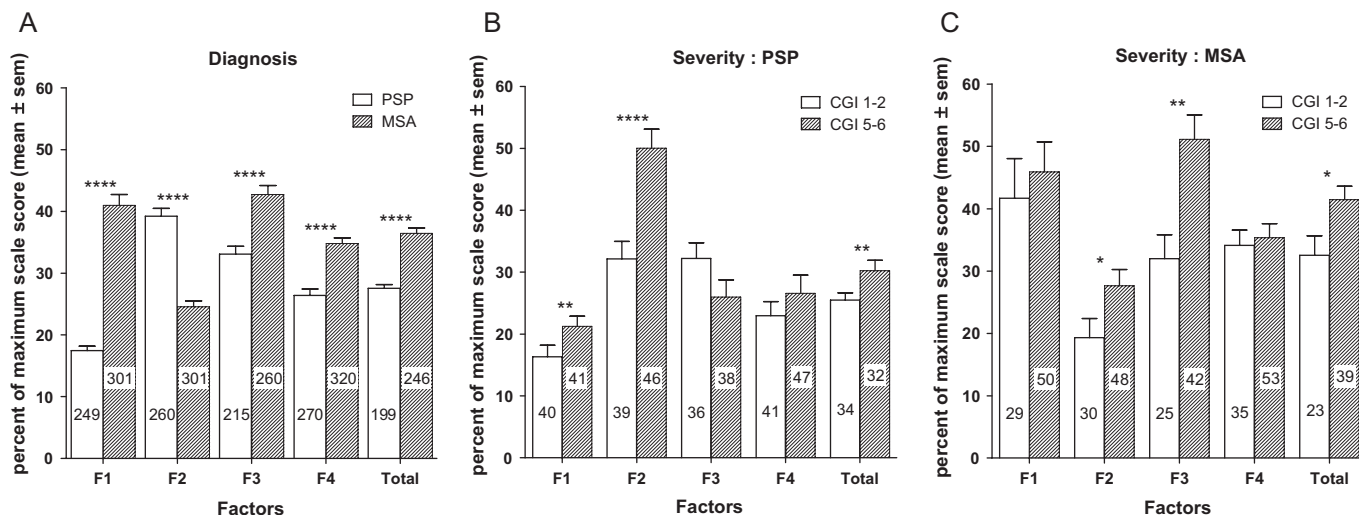 A
Diagnosis
percent of maximum scale score (mean ± sem)
60
50
40
30
20
10
0
PSP
MSA
**** **** **** **** ****
249 301 260 301 215 260 270 320 199 246
F1 F2 F3 F4 Total
Factors
B
Severity : PSP
percent of maximum scale score (mean ± sem)
60
50
40
30
20
10
0
CGI 1-2
CGI 5-6
** **** **
40 41 39 46 36 38 41 47 34 32
F1 F2 F3 F4 Total
Factors
C
Severity : MSA
percent of maximum scale score (mean ± sem)
60
50
40
30
20
10
0
CGI 1-2
CGI 5-6
* ** *
29 50 30 48 25 42 35 53 23 39
F1 F2 F3 F4 Total
Factors